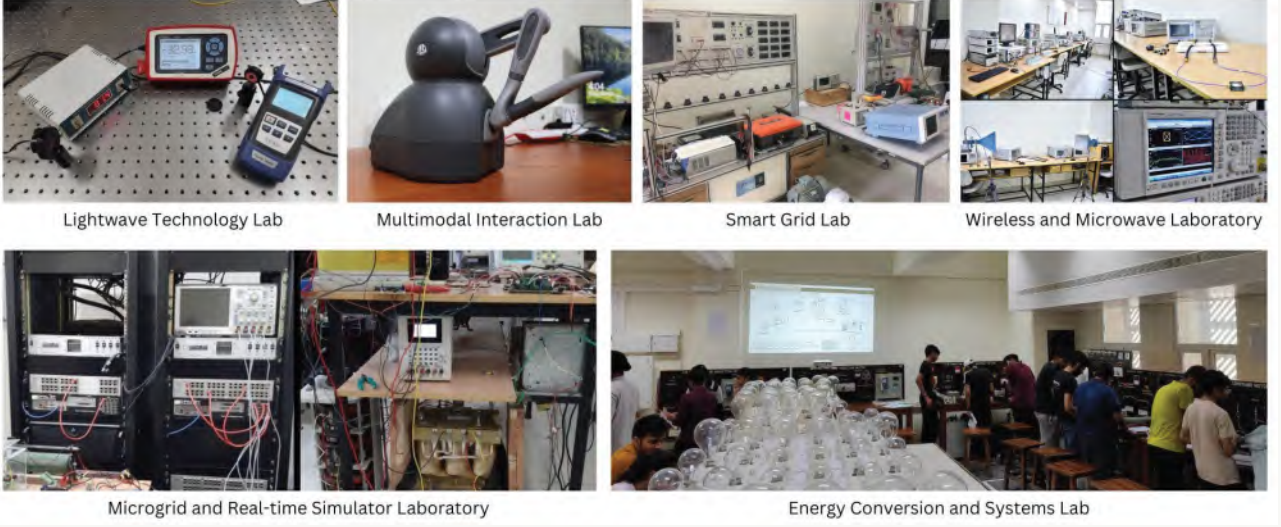 Lightwave Technology Lab
Multimodal Interaction Lab
Smart Grid Lab
Wireless and Microwave Laboratory
Microgrid and Real-time Simulator Laboratory
Energy Conversion and Systems Lab